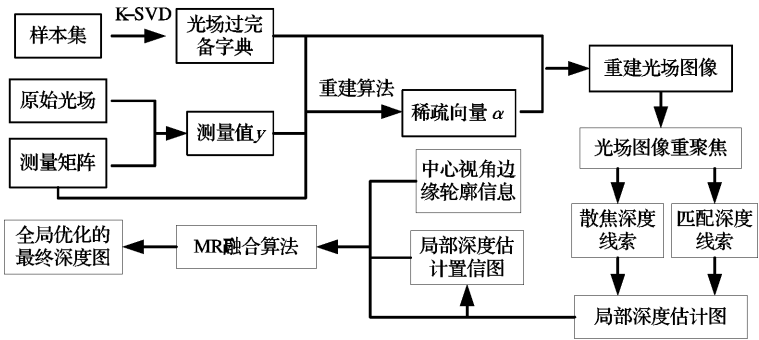 样本集
K-SVD
光场过完
备字典
重建光场图像
原始光场
测量值y
重建算法
稀疏向量 α
测量矩阵
光场图像重聚焦
中心视角边
缘轮廓信息
散焦深度
线索
匹配深度
线索
全局优化的
最终深度图
MRF融合算法
局部深度估
计置信图
局部深度估计图